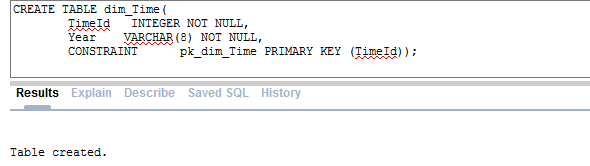 CREATE TABLE dim_Time(
TimeId INTEGER NOT NULL,
Year VARCHAR(8) NOT NULL,
CONSTRAINT pk_dim_Time PRIMARY KEY (TimeId));
Results Explain Describe Saved SQL History
Table created.